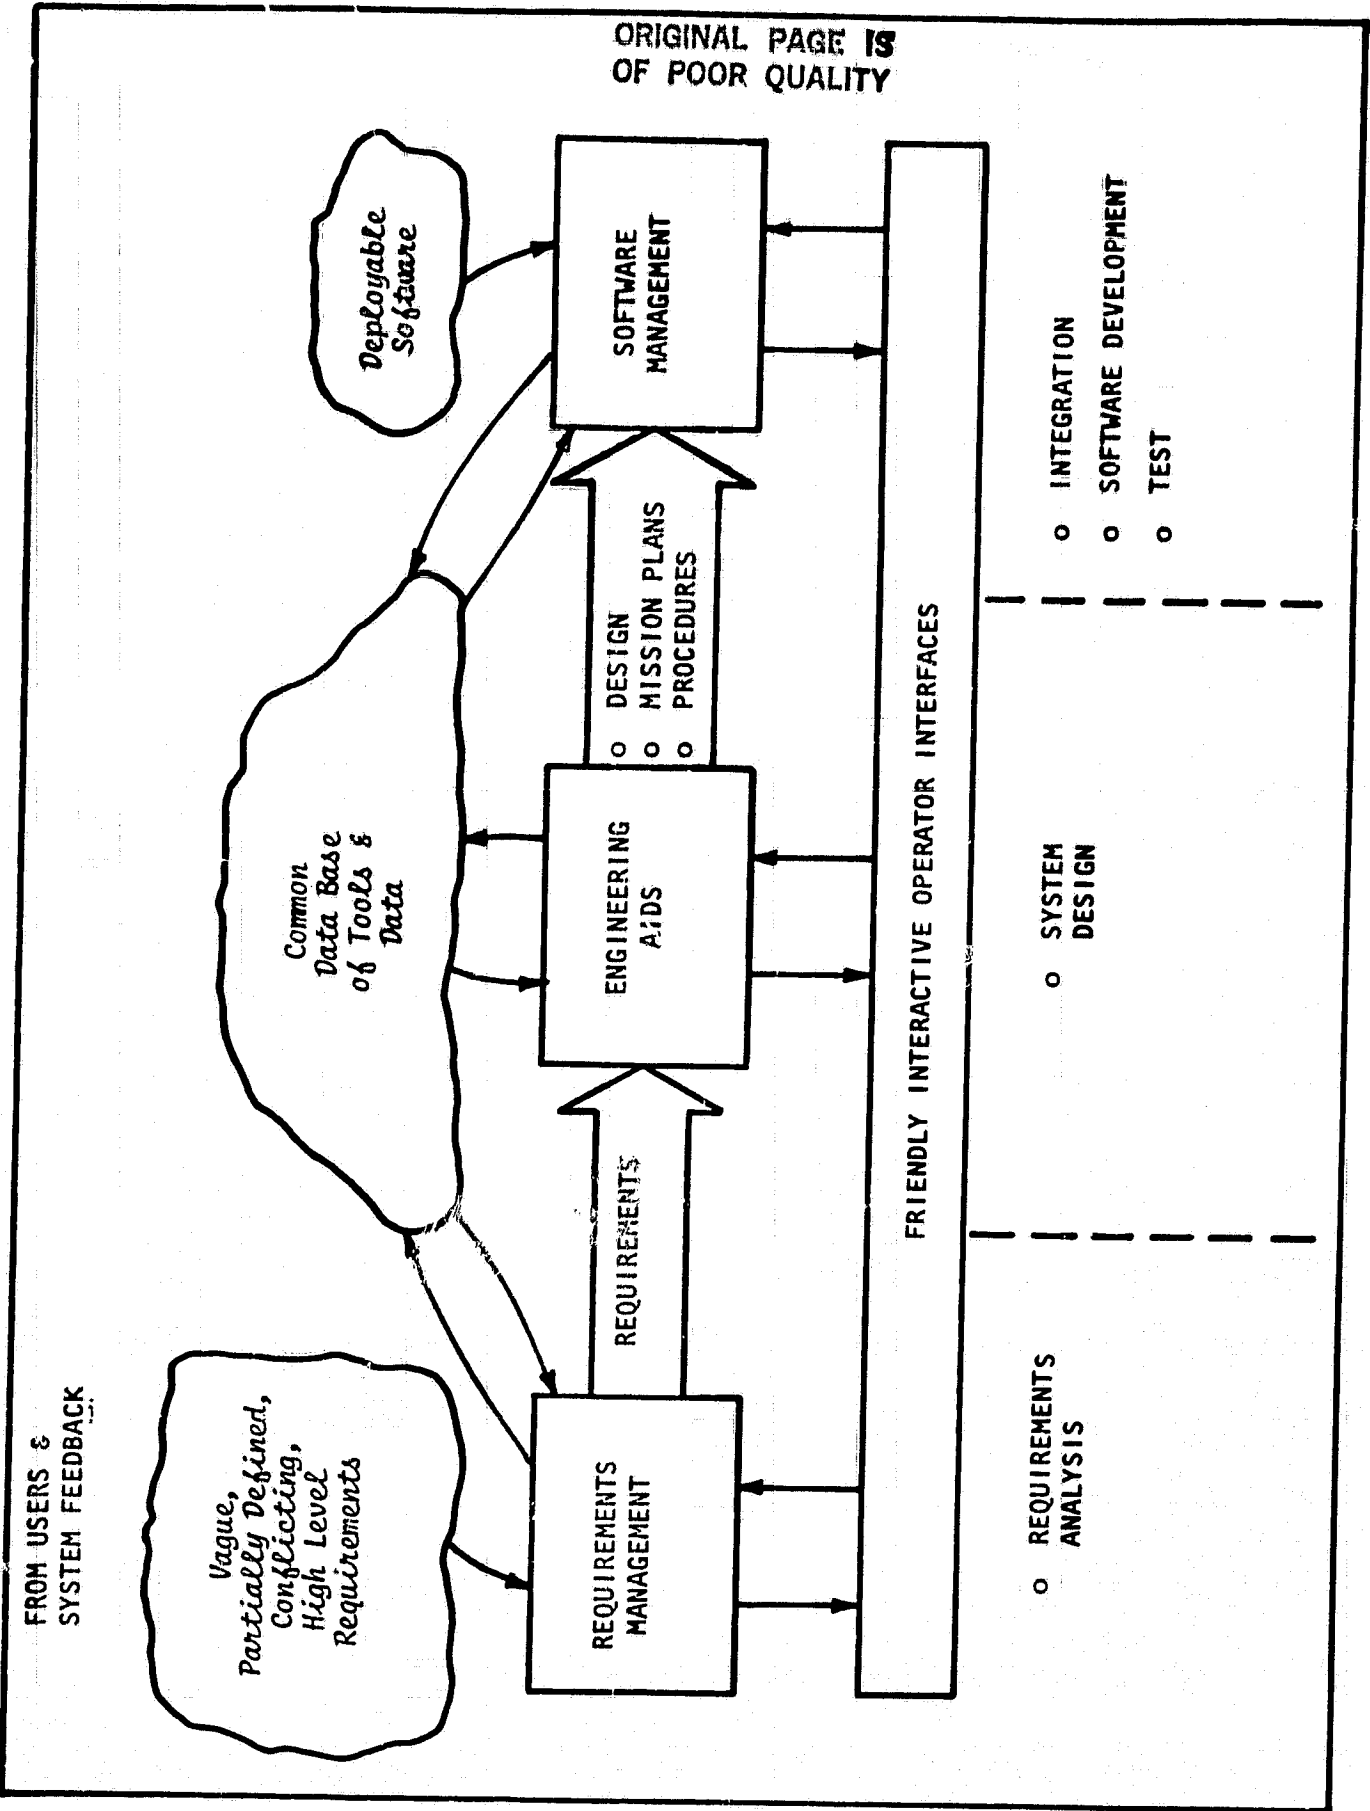 ORIGINAL PAGE IS
OF POOR QUALITY
FROM USERS &
SYSTEM FEEDBACK
Vague,
Partially Defined,
Conflicting,
High Level
Requirements
Common
Data Base
of Tools &
Data
Deployable
Software
REQUIREMENTS
MANAGEMENT
REQUIREMENTS
ENGINEERING
AIDS
o DESIGN
o MISSION PLANS
o PROCEDURES
SOFTWARE
MANAGEMENT
FRIENDLY INTERACTIVE OPERATOR INTERFACES
o REQUIREMENTS
ANALYSIS
o SYSTEM
DESIGN
o INTEGRATION
o SOFTWARE DEVELOPMENT
o TEST